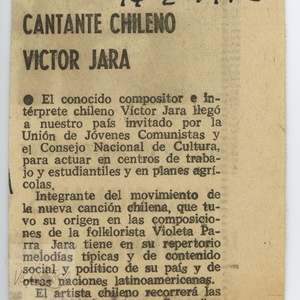 CANTANTE CHILENO
VICTOR JARA
● El conocido compositor e in-
térprete chileno Víctor Jara llegó
a nuestro país invitado por la
Unión de Jóvenes Comunistas y
el Consejo Nacional de Cultura,
para actuar en centros de traba-
jo y estudiantiles y en planes agrí-
colas.
Integrante del movimiento de
la nueva canción chilena, que tu-
vo su origen en las composiciones
de la folklorista Violeta Pa-
rra, Jara tiene en su repertorio
melodías típicas y de contenido
social y político de su país y de
otras naciones latinoamericanas.
El artista chileno recorrerá las